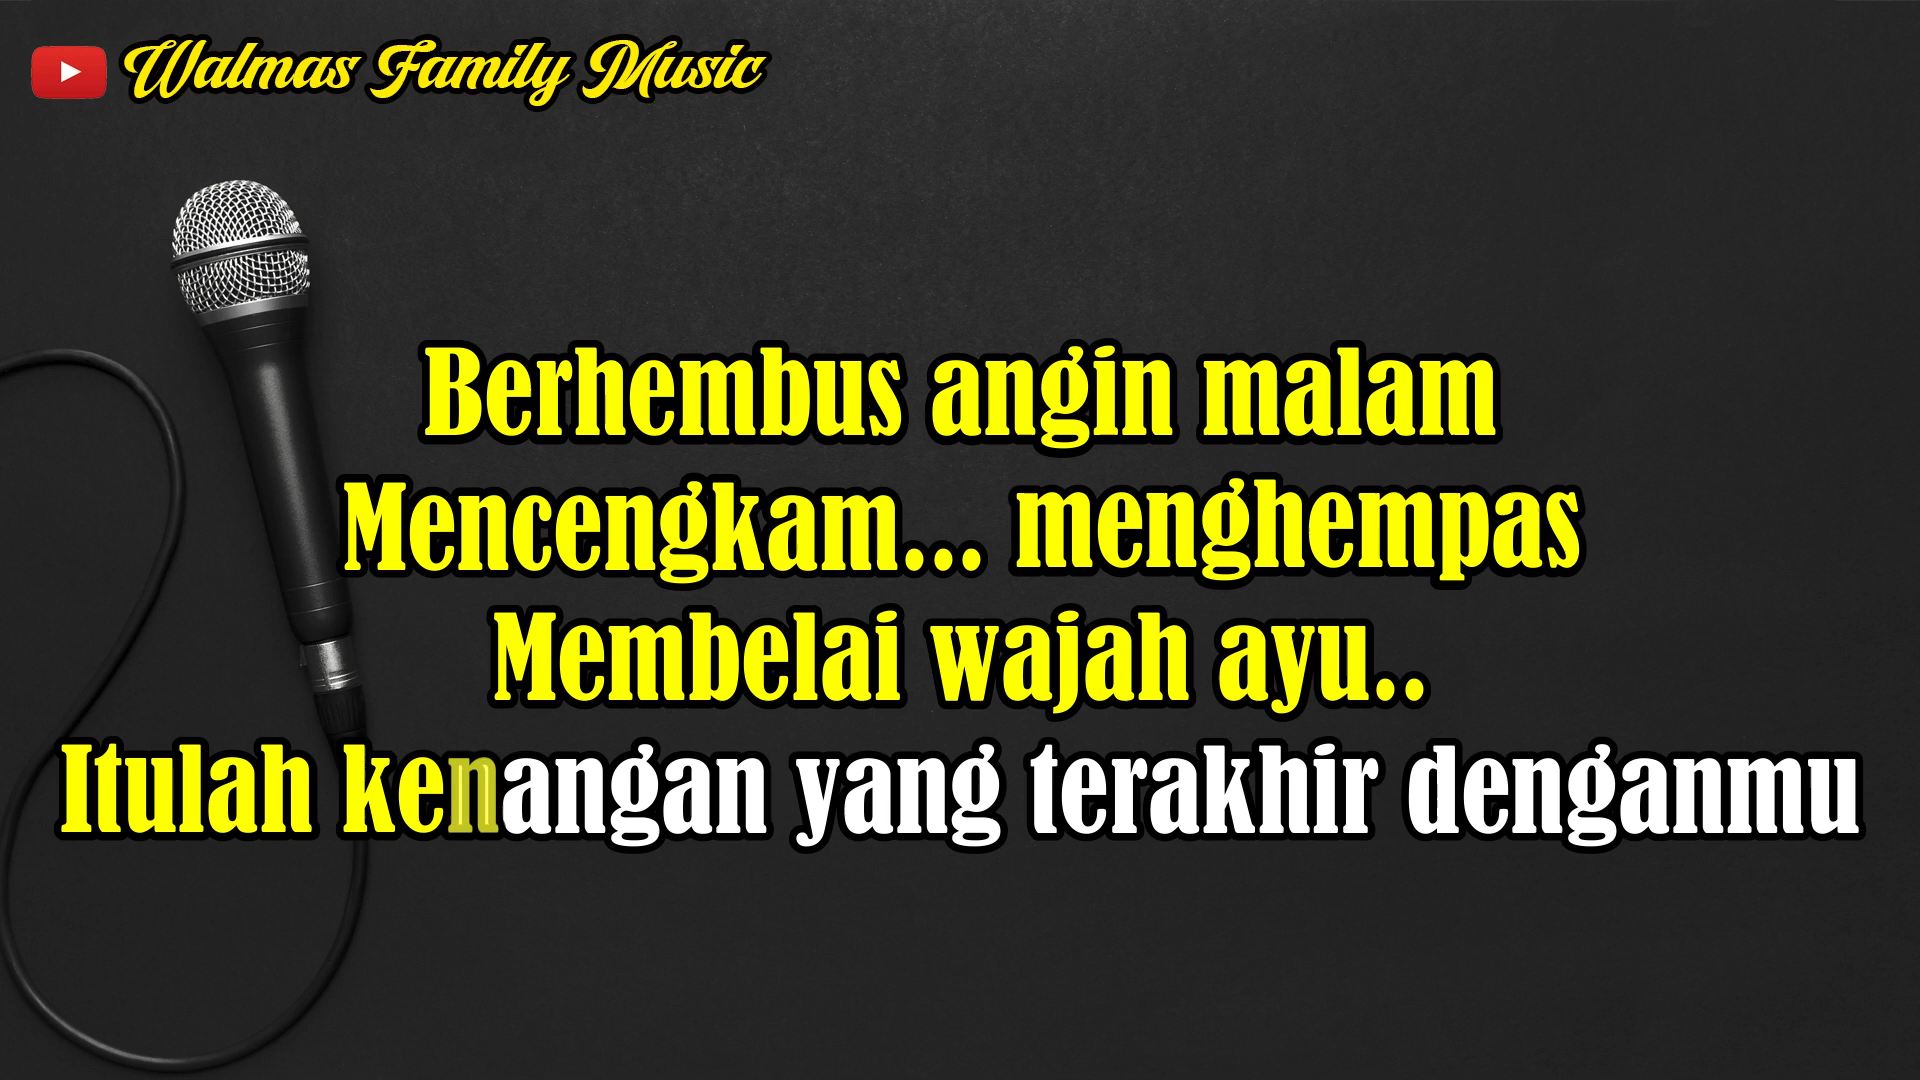 Walmas Family Music
Berhembus angin malam
Mencengkam... menghempas
Membelai wajah ayu..
Itulah kenangan yang terakhir denganmu